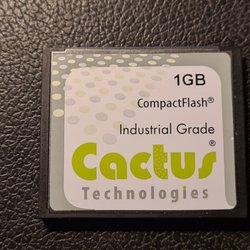 1GB
CompactFlash®
Industrial Grade
Cactus®
Technologies